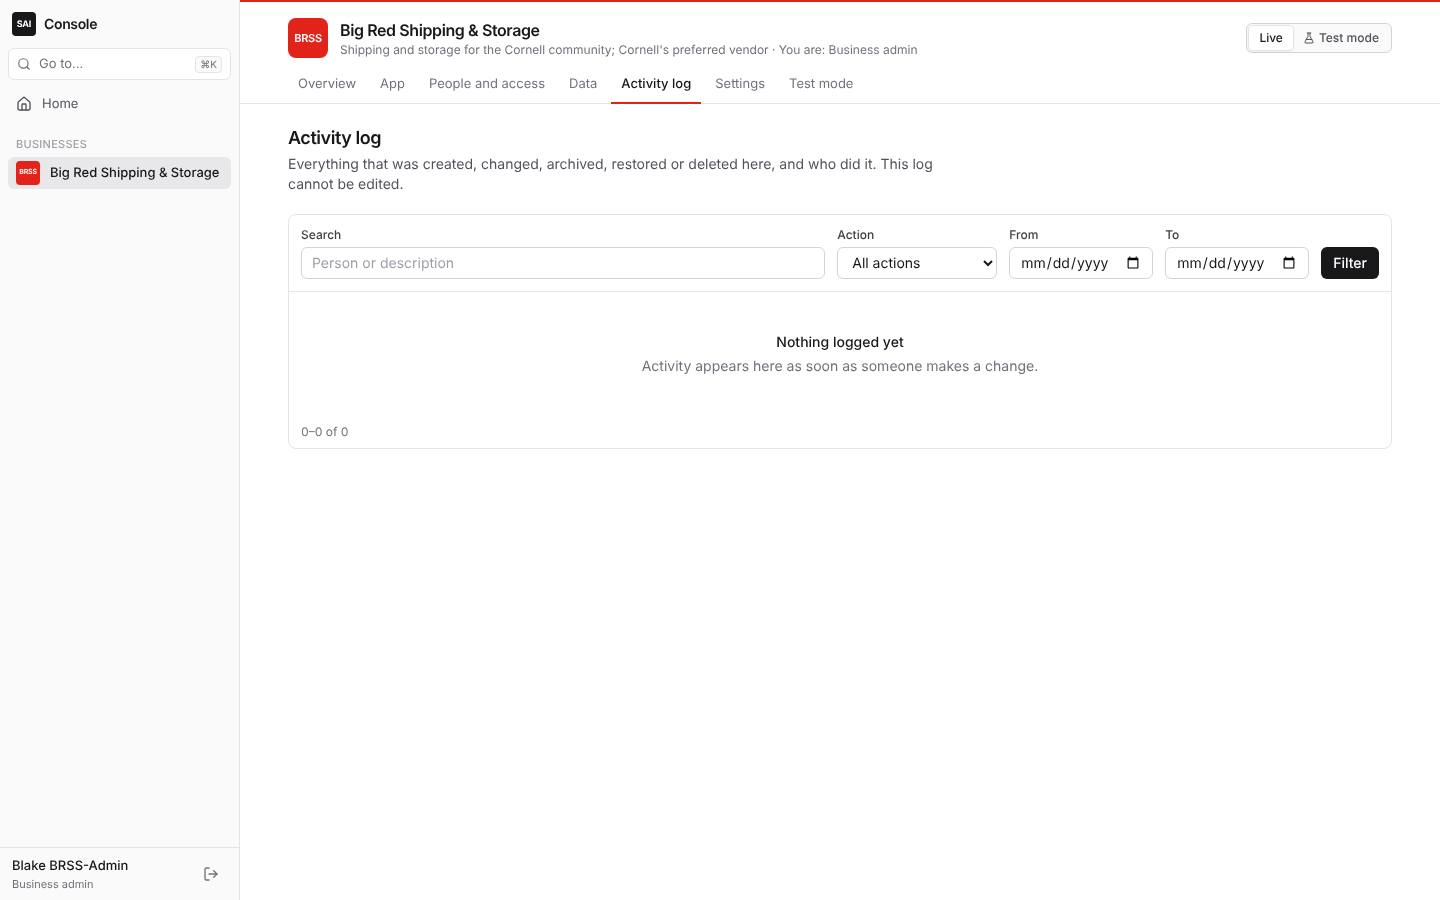 SAI Console
Go to... ⌘K
Home
BUSINESSES
BRSS Big Red Shipping & Storage
Blake BRSS-Admin
Business admin
BRSS
Big Red Shipping & Storage
Shipping and storage for the Cornell community; Cornell's preferred vendor · You are: Business admin
Live Test mode
Overview App People and access Data Activity log Settings Test mode
Activity log
Everything that was created, changed, archived, restored or deleted here, and who did it. This log
cannot be edited.
Search Action From To
Person or description All actions mm/dd/yyyy mm/dd/yyyy Filter
Nothing logged yet
Activity appears here as soon as someone makes a change.
0–0 of 0